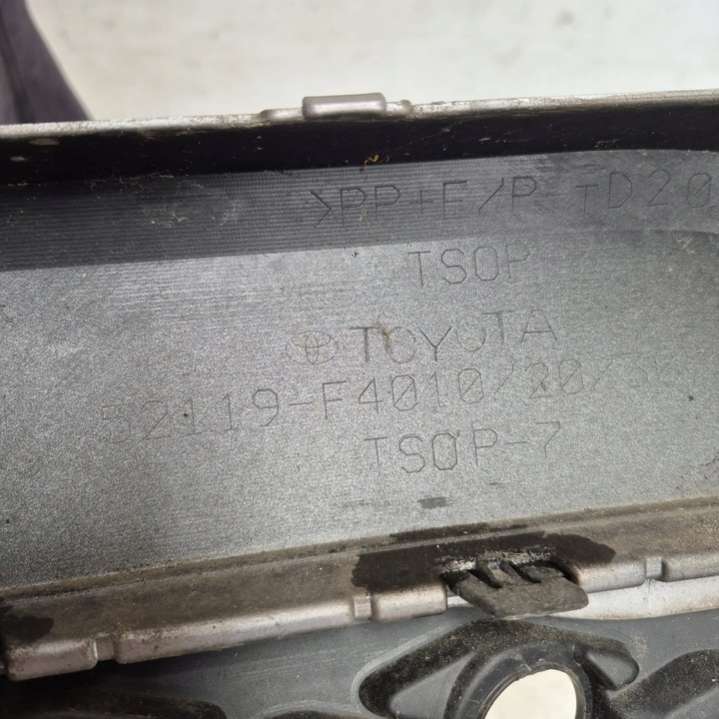 >PP+E/P-TD20
TSOP
TOYOTA
52119-F4010/20/
TSOP-7